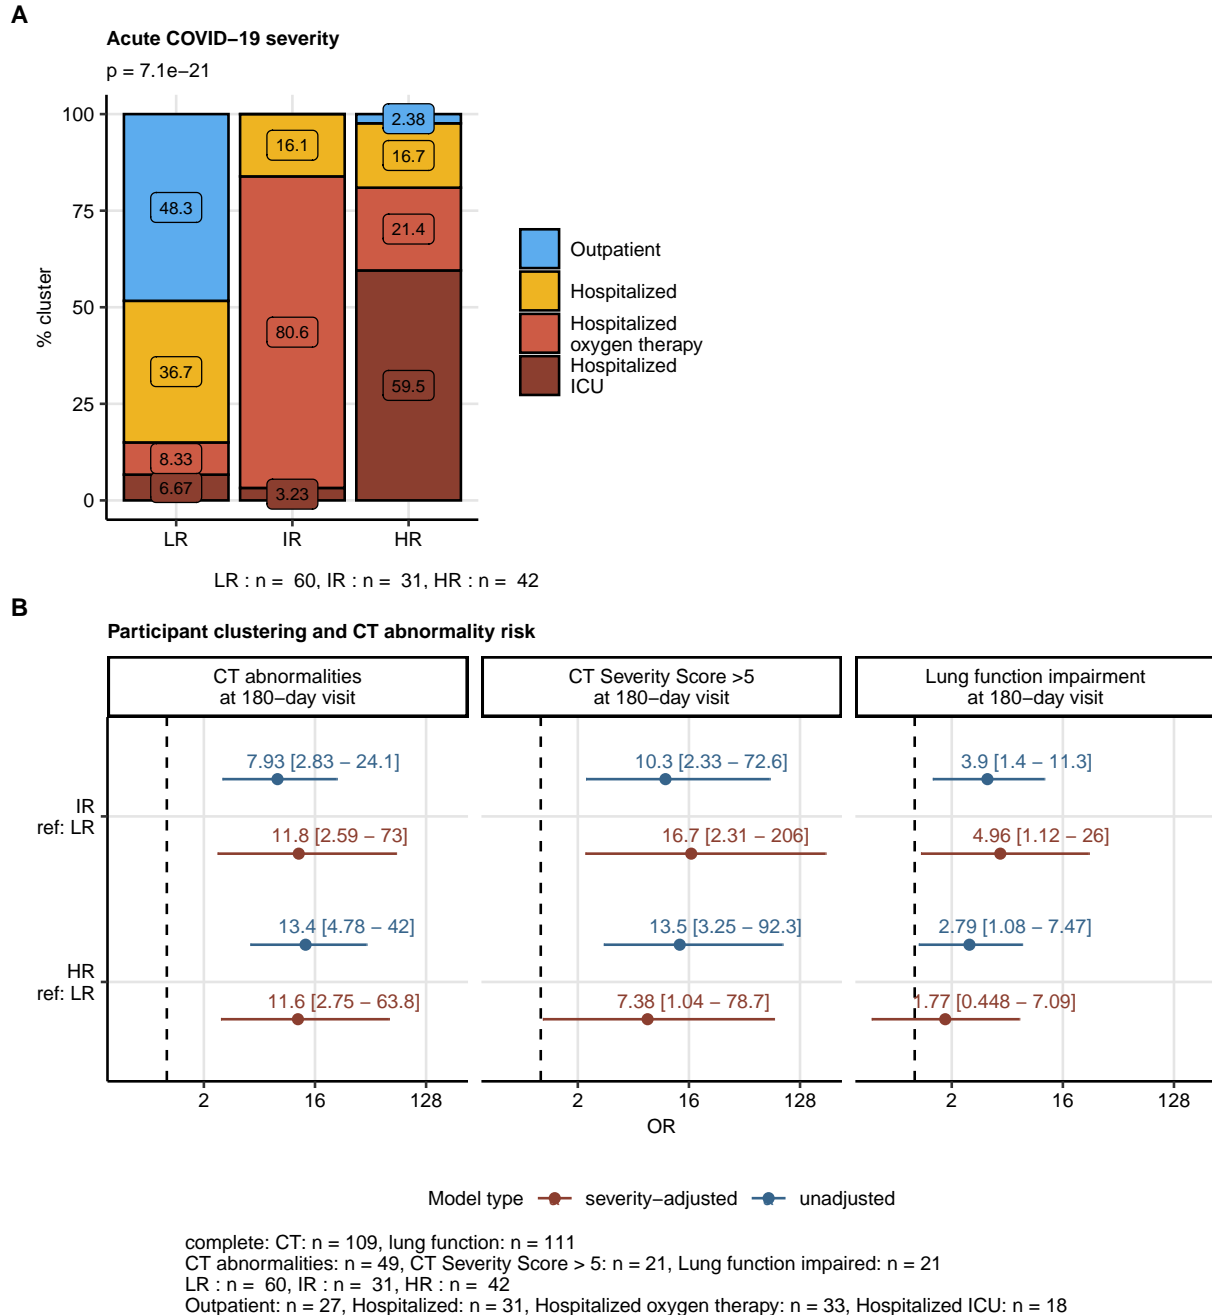 A
Acute COVID–19 severity
p = 7.1e−21
% cluster
100
75
50
25
0
48.3
36.7
8.33
6.67
16.1
80.6
3.23
2.38
16.7
21.4
59.5
LR
IR
HR
Outpatient
Hospitalized
Hospitalized
oxygen therapy
Hospitalized
ICU
LR : n = 60, IR : n = 31, HR : n = 42
B
Participant clustering and CT abnormality risk
CT abnormalities
at 180–day visit
CT Severity Score >5
at 180–day visit
Lung function impairment
at 180–day visit
IR
ref: LR
HR
ref: LR
7.93 [2.83 – 24.1]
11.8 [2.59 – 73]
13.4 [4.78 – 42]
11.6 [2.75 – 63.8]
10.3 [2.33 – 72.6]
16.7 [2.31 – 206]
13.5 [3.25 – 92.3]
7.38 [1.04 – 78.7]
3.9 [1.4 – 11.3]
4.96 [1.12 – 26]
2.79 [1.08 – 7.47]
1.77 [0.448 – 7.09]
2 16 128
2 16 128
2 16 128
OR
Model type severity–adjusted unadjusted
complete: CT: n = 109, lung function: n = 111
CT abnormalities: n = 49, CT Severity Score > 5: n = 21, Lung function impaired: n = 21
LR : n = 60, IR : n = 31, HR : n = 42
Outpatient: n = 27, Hospitalized: n = 31, Hospitalized oxygen therapy: n = 33, Hospitalized ICU: n = 18